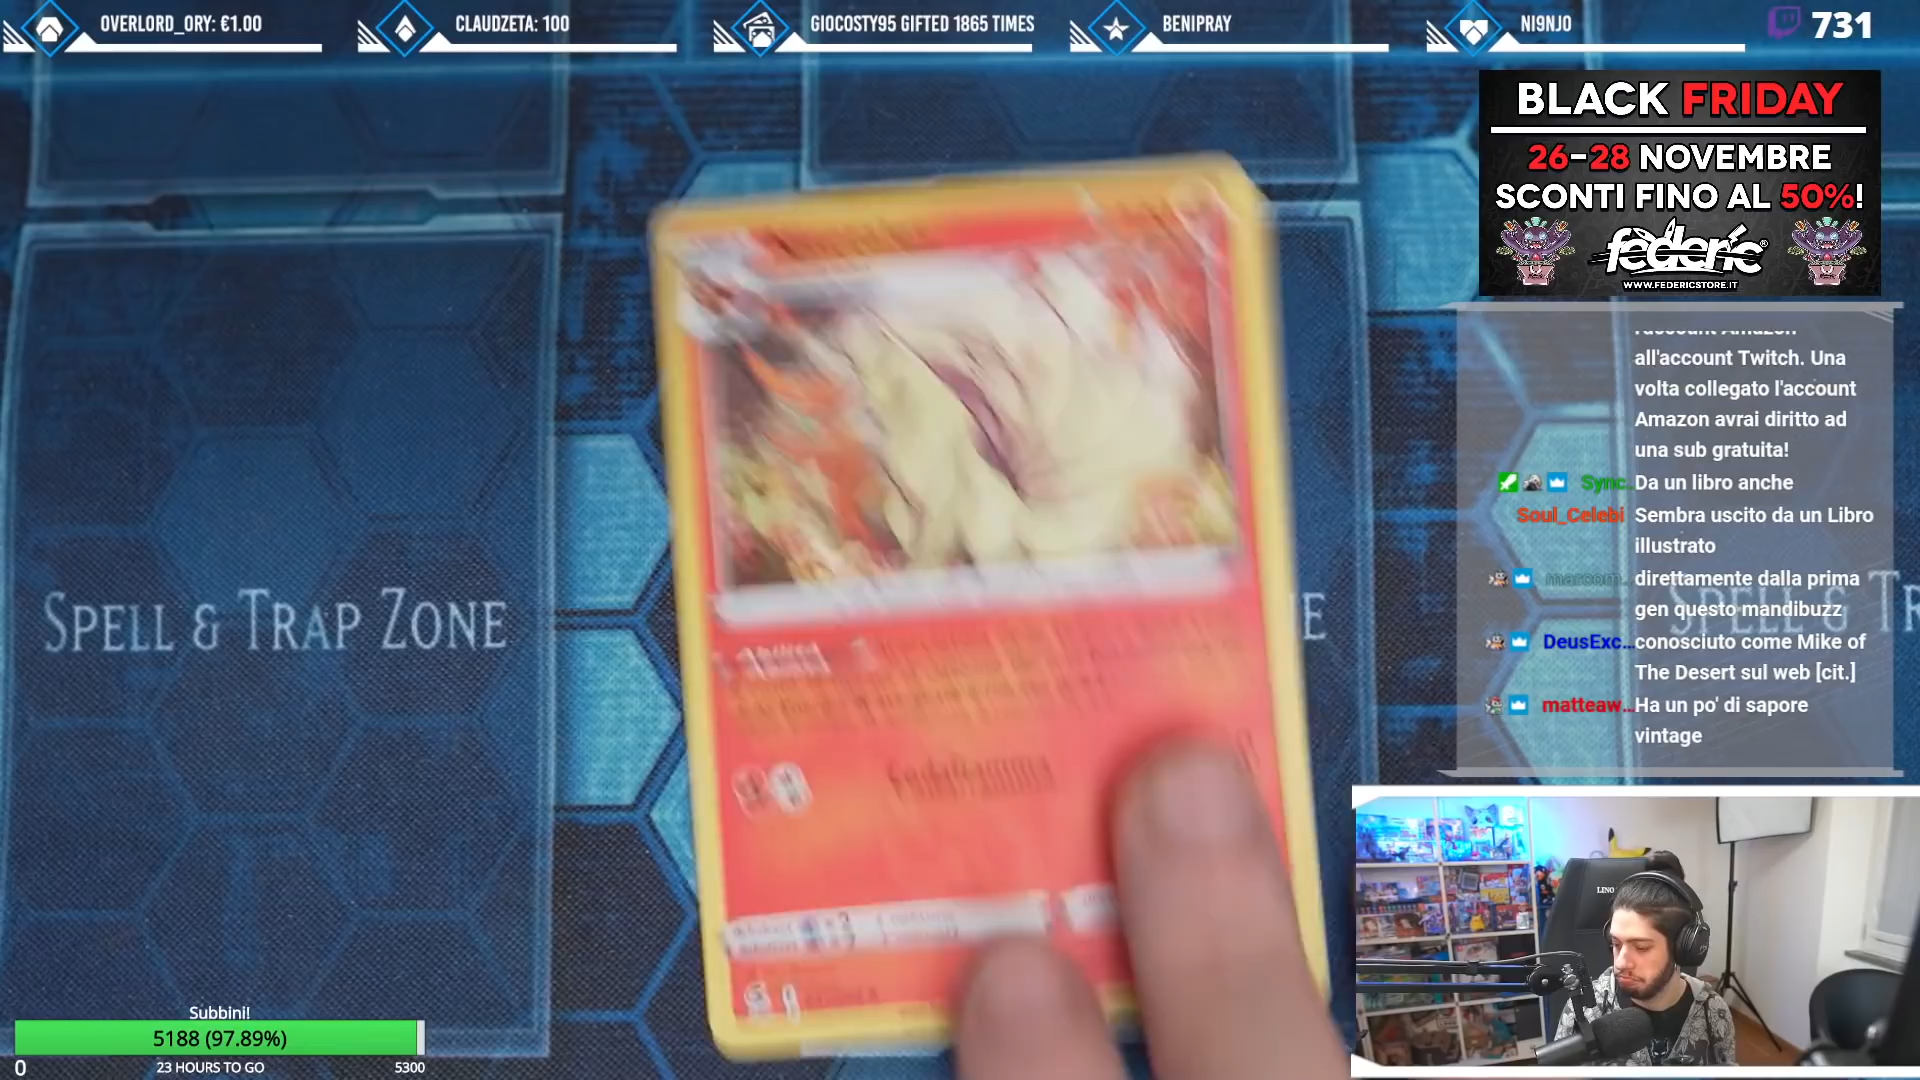 OVERLORD_ORY: €1.00
CLAUDZETA: 100
GIOCOSTY95 GIFTED 1865 TIMES
BENIPRAY
NI9NJO
731
BLACK FRIDAY
26-28 NOVEMBRE
SCONTI FINO AL 50%!
federic®
WWW.FEDERICSTORE.IT
all'account Twitch. Una
volta collegato l'account
Amazon avrai diritto ad
una sub gratuita!
Sync... Da un libro anche
Soul_Celebi Sembra uscito da un Libro
illustrato
marcom... direttamente dalla prima
gen questo mandibuzz
DeusExc... conosciuto come Mike of
The Desert sul web [cit.]
matteaw... Ha un po' di sapore
vintage
SPELL & TRAP ZONE
SPELL & TR
LINQ
Subbini!
5188 (97.89%)
0
23 HOURS TO GO
5300